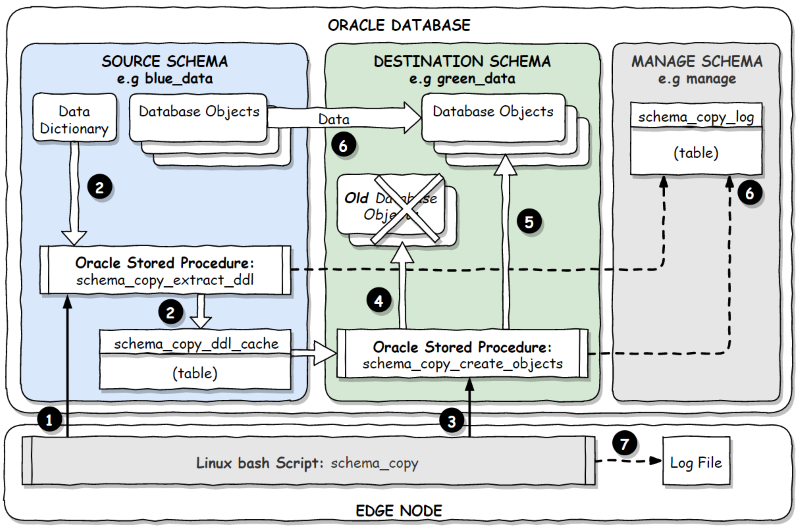 ORACLE DATABASE
SOURCE SCHEMA
e.g blue_data
DESTINATION SCHEMA
e.g green_data
MANAGE SCHEMA
e.g manage
Data
Dictionary
Database Objects
Data
6
Database Objects
schema_copy_log
(table)
2
Old Database
Objects
5
6
Oracle Stored Procedure:
schema_copy_extract_ddl
2
4
schema_copy_ddl_cache
(table)
Oracle Stored Procedure:
schema_copy_create_objects
1
3
7
Linux bash Script: schema_copy
Log File
EDGE NODE